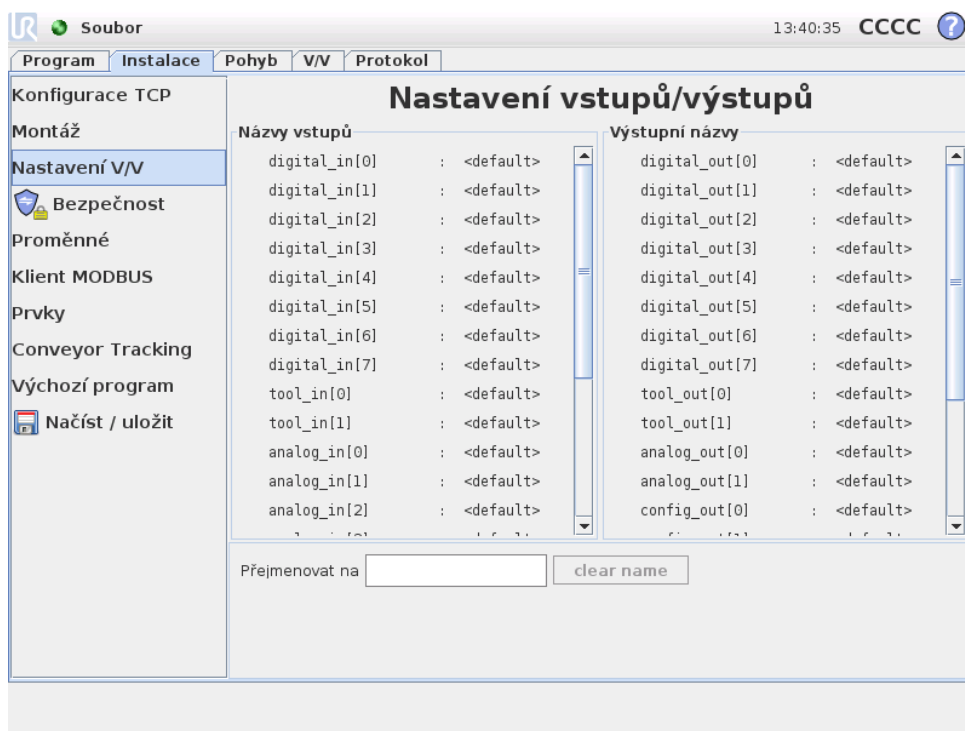 UR Soubor 13:40:35 CCCC ?
Program Instalace Pohyb V/V Protokol
Konfigurace TCP
Montáž
Nastavení V/V
Bezpečnost
Proměnné
Klient MODBUS
Prvky
Conveyor Tracking
Výchozí program
Načíst / uložit
Nastavení vstupů/výstupů
Názvy vstupů
digital_in[0] : <default>
digital_in[1] : <default>
digital_in[2] : <default>
digital_in[3] : <default>
digital_in[4] : <default>
digital_in[5] : <default>
digital_in[6] : <default>
digital_in[7] : <default>
tool_in[0] : <default>
tool_in[1] : <default>
analog_in[0] : <default>
analog_in[1] : <default>
analog_in[2] : <default>
Výstupní názvy
digital_out[0] : <default>
digital_out[1] : <default>
digital_out[2] : <default>
digital_out[3] : <default>
digital_out[4] : <default>
digital_out[5] : <default>
digital_out[6] : <default>
digital_out[7] : <default>
tool_out[0] : <default>
tool_out[1] : <default>
analog_out[0] : <default>
analog_out[1] : <default>
config_out[0] : <default>
Přejmenovat na
clear name